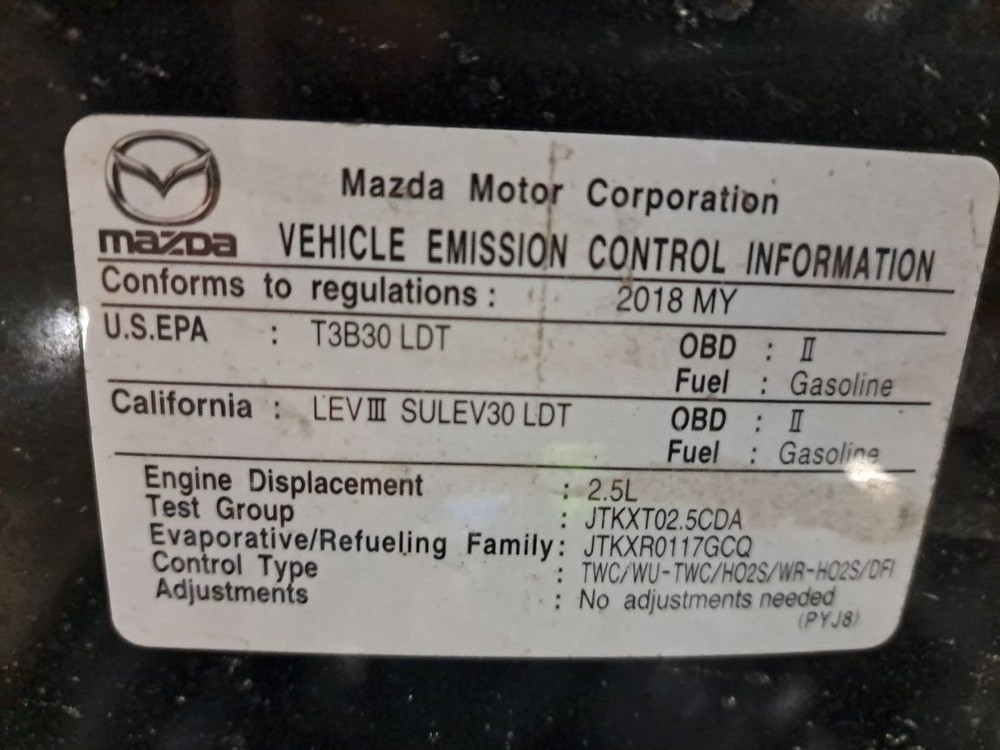 mazda
Mazda Motor Corporation
VEHICLE EMISSION CONTROL INFORMATION
Conforms to regulations : 2018 MY
U.S.EPA : T3B30 LDT OBD : II
Fuel : Gasoline
California : LEVIII SULEV30 LDT OBD : II
Fuel : Gasoline
Engine Displacement : 2.5L
Test Group : JTKXT02.5CDA
Evaporative/Refueling Family : JTKXR0117GCQ
Control Type : TWC/WU-TWC/HO2S/WR-HO2S/DFI
Adjustments : No adjustments needed
(PYJ8)